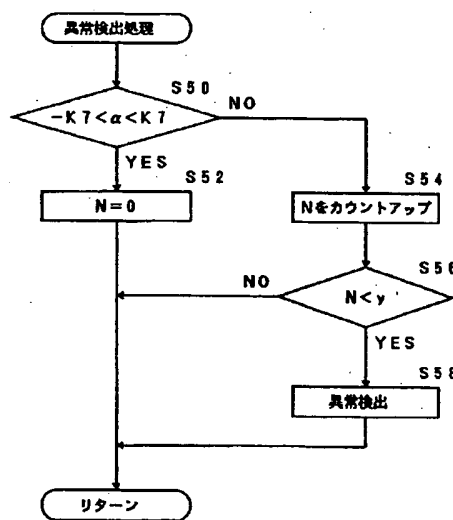 異常検出処理
S50
-K7<α<K7
NO
YES
S52
N=0
S54
Nをカウントアップ
S56
N<y
NO
YES
S58
異常検出
リターン